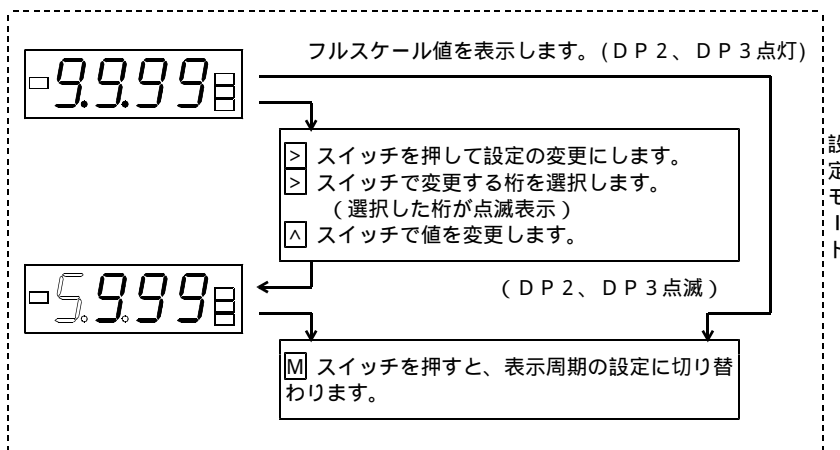 フルスケール値を表示します。(ＤＰ２、ＤＰ３点灯)
-9.9.99
> スイッチを押して設定の変更にします。
> スイッチで変更する桁を選択します。
(選択した桁が点滅表示)
^ スイッチで値を変更します。
-5.9.99
(ＤＰ２、ＤＰ３点滅)
M スイッチを押すと、表示周期の設定に切り替
わります。
設定モード